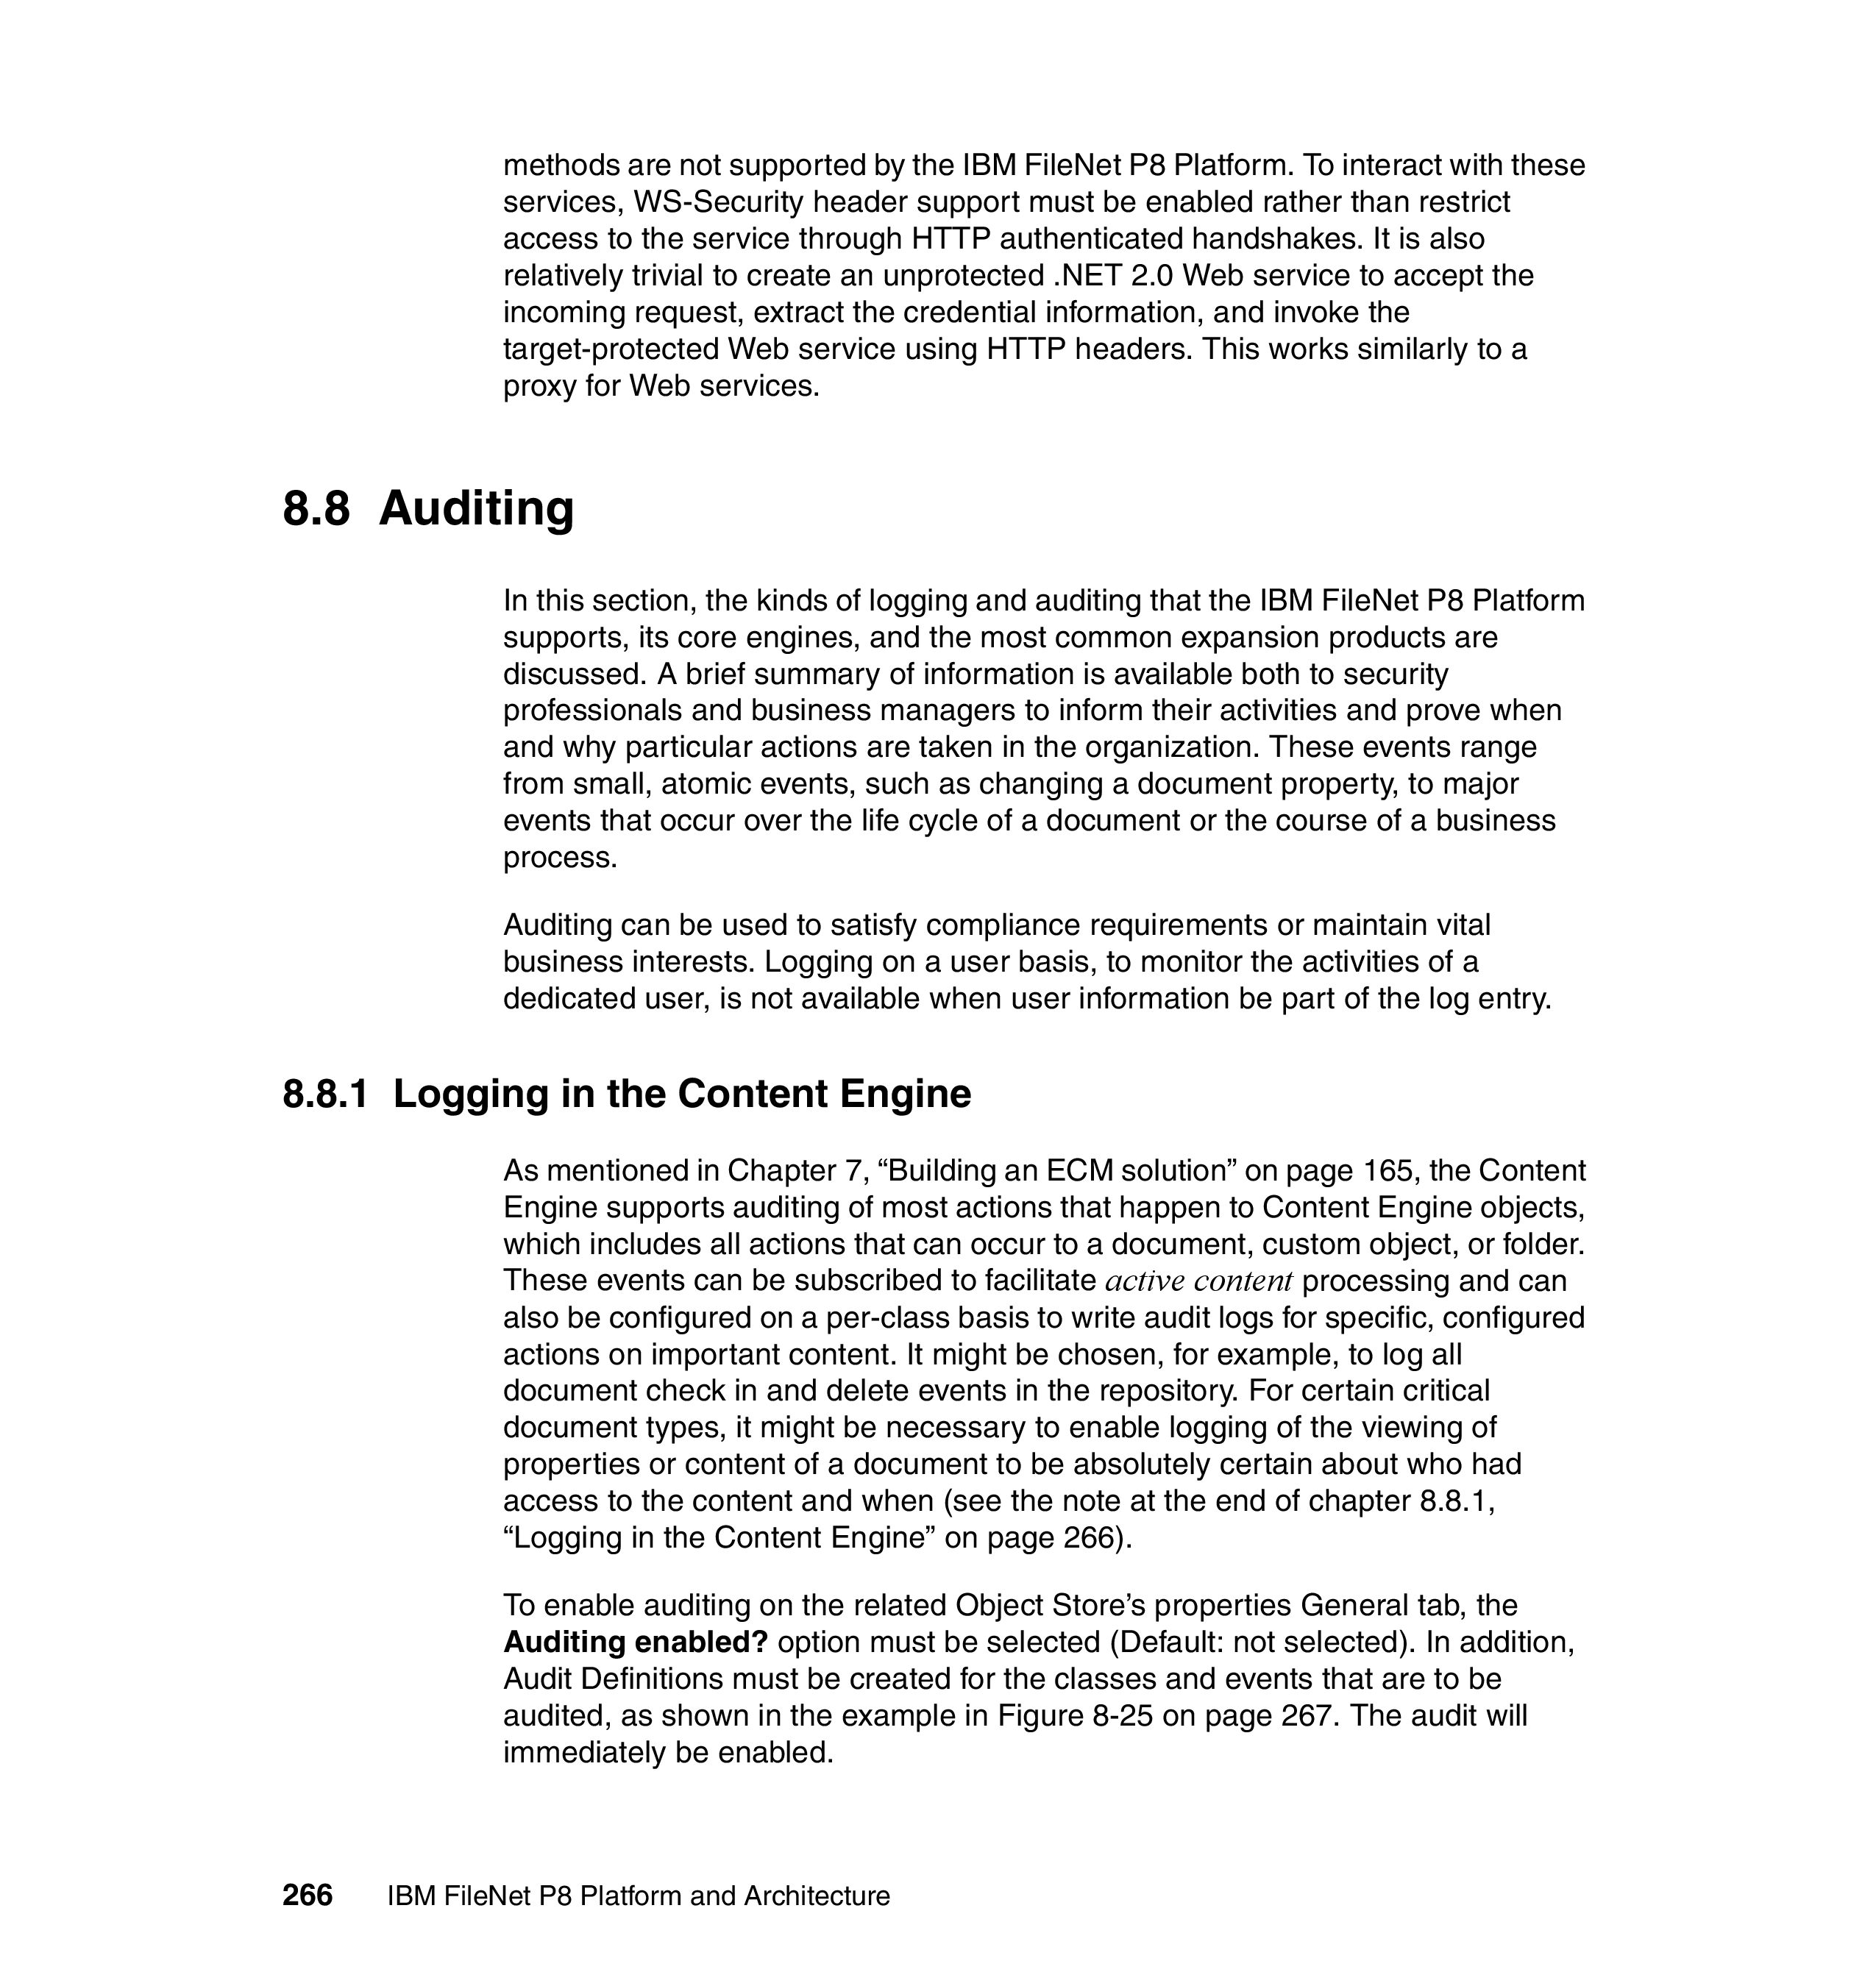 methods are not supported by the IBM FileNet P8 Platform. To interact with these
services, WS-Security header support must be enabled rather than restrict
access to the service through HTTP authenticated handshakes. It is also
relatively trivial to create an unprotected .NET 2.0 Web service to accept the
incoming request, extract the credential information, and invoke the
target-protected Web service using HTTP headers. This works similarly to a
proxy for Web services.
8.8 Auditing
In this section, the kinds of logging and auditing that the IBM FileNet P8 Platform
supports, its core engines, and the most common expansion products are
discussed. A brief summary of information is available both to security
professionals and business managers to inform their activities and prove when
and why particular actions are taken in the organization. These events range
from small, atomic events, such as changing a document property, to major
events that occur over the life cycle of a document or the course of a business
process.
Auditing can be used to satisfy compliance requirements or maintain vital
business interests. Logging on a user basis, to monitor the activities of a
dedicated user, is not available when user information be part of the log entry.
8.8.1 Logging in the Content Engine
As mentioned in Chapter 7, “Building an ECM solution” on page 165, the Content
Engine supports auditing of most actions that happen to Content Engine objects,
which includes all actions that can occur to a document, custom object, or folder.
These events can be subscribed to facilitate active content processing and can
also be configured on a per-class basis to write audit logs for specific, configured
actions on important content. It might be chosen, for example, to log all
document check in and delete events in the repository. For certain critical
document types, it might be necessary to enable logging of the viewing of
properties or content of a document to be absolutely certain about who had
access to the content and when (see the note at the end of chapter 8.8.1,
“Logging in the Content Engine” on page 266).
To enable auditing on the related Object Store’s properties General tab, the
Auditing enabled? option must be selected (Default: not selected). In addition,
Audit Definitions must be created for the classes and events that are to be
audited, as shown in the example in Figure 8-25 on page 267. The audit will
immediately be enabled.
266 IBM FileNet P8 Platform and Architecture